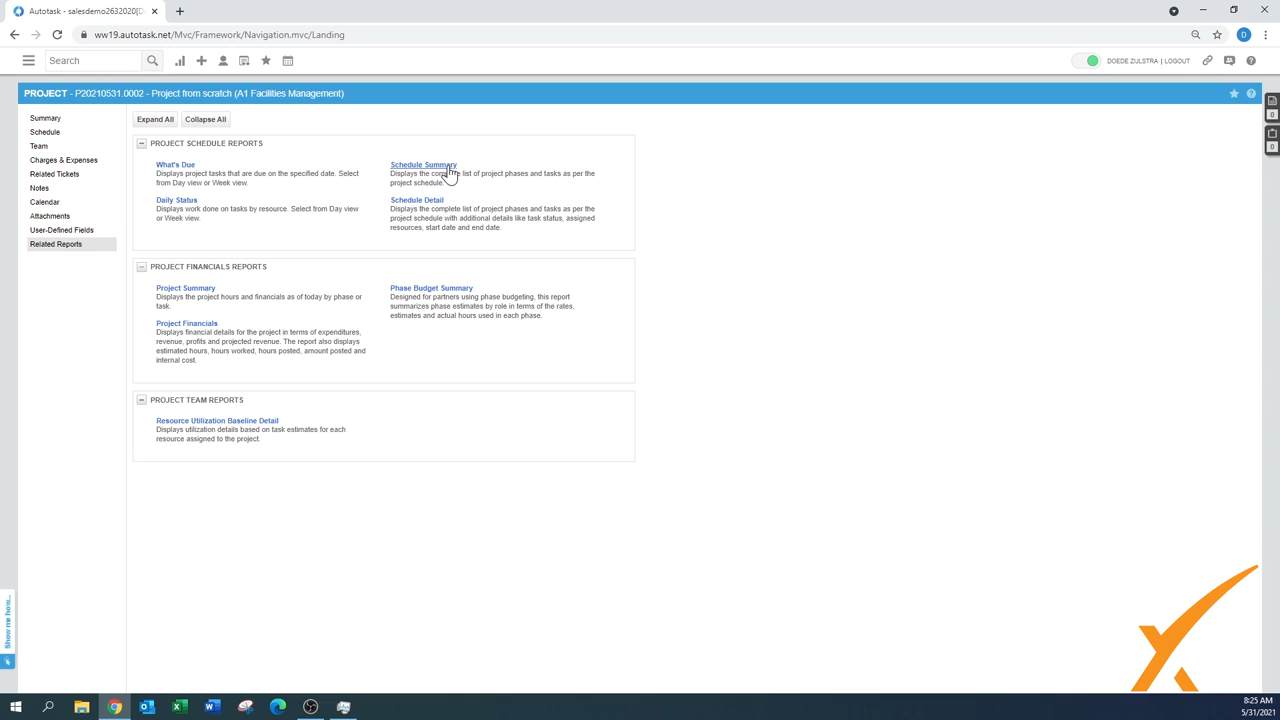 Autotask - salesdemo2632020[D
ww19.autotask.net/Mvc/Framework/Navigation.mvc/Landing
D
Search
DOEDE ZIJLSTRA | LOGOUT
PROJECT - P20210531.0002 - Project from scratch (A1 Facilities Management)
0
0
Summary
Schedule
Team
Charges & Expenses
Related Tickets
Notes
Calendar
Attachments
User-Defined Fields
Related Reports
Expand All
Collapse All
PROJECT SCHEDULE REPORTS
What's Due
Displays project tasks that are due on the specified date. Select
from Day view or Week view.
Daily Status
Displays work done on tasks by resource. Select from Day view
or Week view.
Schedule Summary
Displays the complete list of project phases and tasks as per the
project schedule.
Schedule Detail
Displays the complete list of project phases and tasks as per the
project schedule with additional details like task status, assigned
resources, start date and end date.
PROJECT FINANCIALS REPORTS
Project Summary
Displays the project hours and financials as of today by phase or
task.
Project Financials
Displays financial details for the project in terms of expenditures,
revenue, profits and projected revenue. The report also displays
estimated hours, hours worked, hours posted, amount posted and
internal cost.
Phase Budget Summary
Designed for partners using phase budgeting, this report
summarizes phase estimates by role in terms of the rates,
estimates and actual hours used in each phase.
PROJECT TEAM REPORTS
Resource Utilization Baseline Detail
Displays utilization details based on task estimates for each
resource assigned to the project.
Show me how...
8:25 AM
5/31/2021